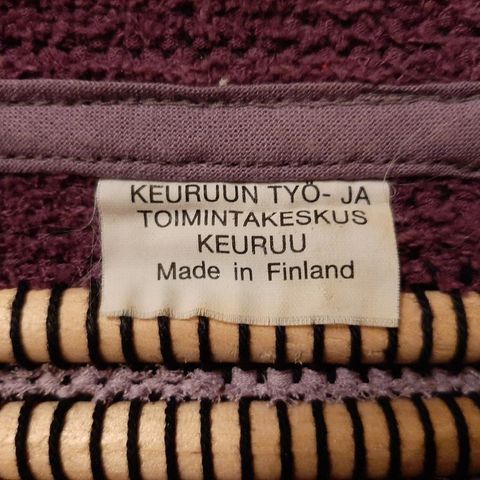 KEURUUN TYÖ- JA
TOIMINTAKESKUS
KEURUU
Made in Finland